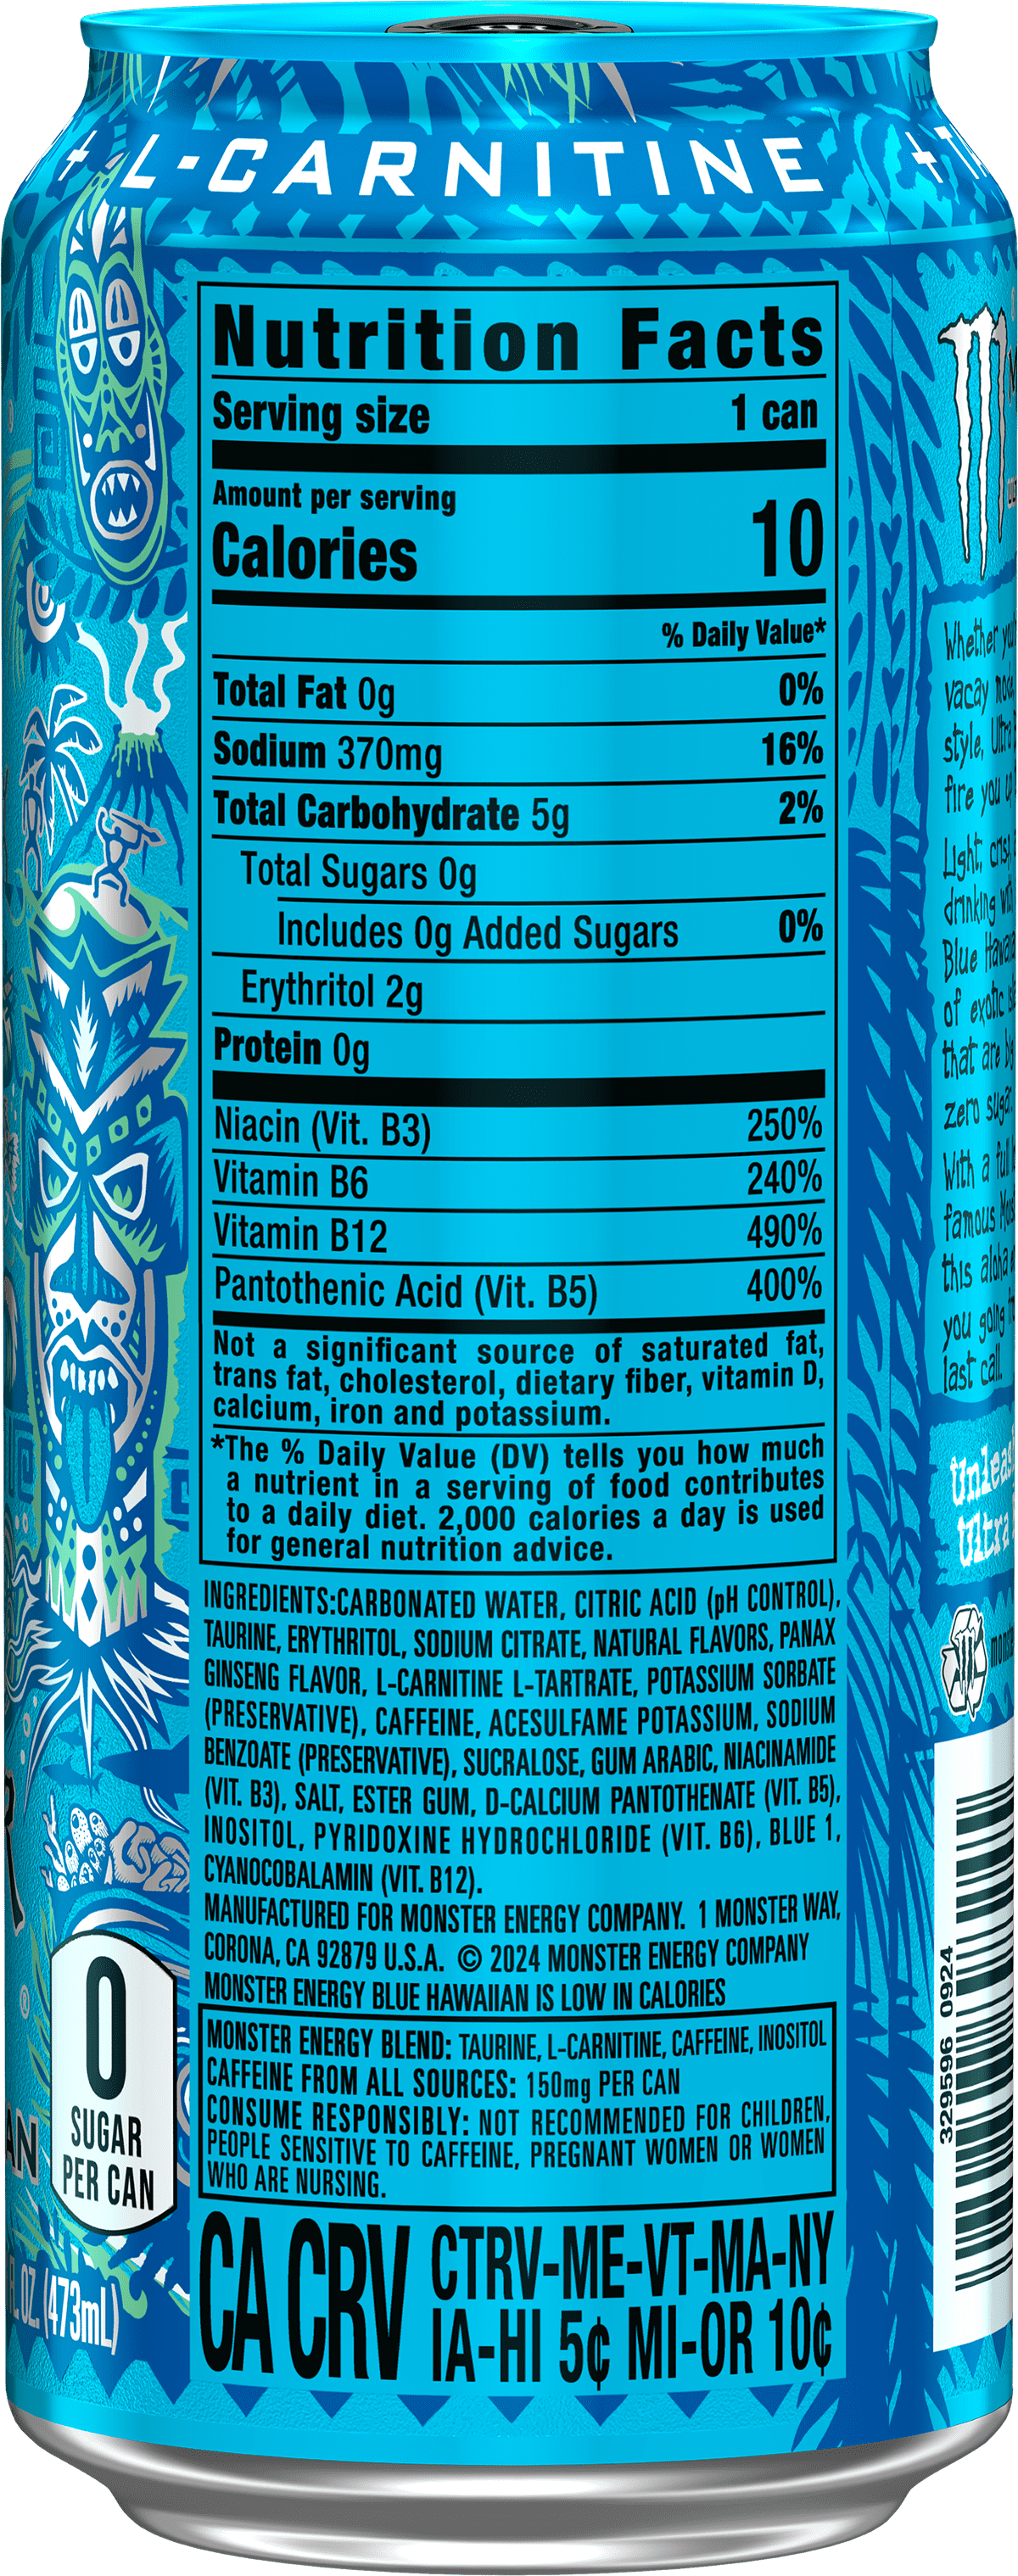 + L-CARNITINE +
Nutrition Facts
Serving size 1 can
Amount per serving
Calories 10
% Daily Value*
Total Fat 0g 0%
Sodium 370mg 16%
Total Carbohydrate 5g 2%
Total Sugars 0g
Includes 0g Added Sugars 0%
Erythritol 2g
Protein 0g
Niacin (Vit. B3) 250%
Vitamin B6 240%
Vitamin B12 490%
Pantothenic Acid (Vit. B5) 400%
Not a significant source of saturated fat,
trans fat, cholesterol, dietary fiber, vitamin D,
calcium, iron and potassium.
*The % Daily Value (DV) tells you how much
a nutrient in a serving of food contributes
to a daily diet. 2,000 calories a day is used
for general nutrition advice.
INGREDIENTS:CARBONATED WATER, CITRIC ACID (pH CONTROL),
TAURINE, ERYTHRITOL, SODIUM CITRATE, NATURAL FLAVORS, PANAX
GINSENG FLAVOR, L-CARNITINE L-TARTRATE, POTASSIUM SORBATE
(PRESERVATIVE), CAFFEINE, ACESULFAME POTASSIUM, SODIUM
BENZOATE (PRESERVATIVE), SUCRALOSE, GUM ARABIC, NIACINAMIDE
(VIT. B3), SALT, ESTER GUM, D-CALCIUM PANTOTHENATE (VIT. B5),
INOSITOL, PYRIDOXINE HYDROCHLORIDE (VIT. B6), BLUE 1,
CYANOCOBALAMIN (VIT. B12).
MANUFACTURED FOR MONSTER ENERGY COMPANY. 1 MONSTER WAY,
CORONA, CA 92879 U.S.A. © 2024 MONSTER ENERGY COMPANY
MONSTER ENERGY BLUE HAWAIIAN IS LOW IN CALORIES
MONSTER ENERGY BLEND: TAURINE, L-CARNITINE, CAFFEINE, INOSITOL
CAFFEINE FROM ALL SOURCES: 150mg PER CAN
CONSUME RESPONSIBLY: NOT RECOMMENDED FOR CHILDREN,
PEOPLE SENSITIVE TO CAFFEINE, PREGNANT WOMEN OR WOMEN
WHO ARE NURSING.
CA CRV CTRV-ME-VT-MA-NY
IA-HI 5¢ MI-OR 10¢
0
SUGAR
PER CAN
OZ. (473mL)
Whether
vacay
style, Ultra
fire you
Light,
drinking
Blue
of exotic
that are
zero sugar.
With a full
famous
this aloha
you going
last call.
329596 0924